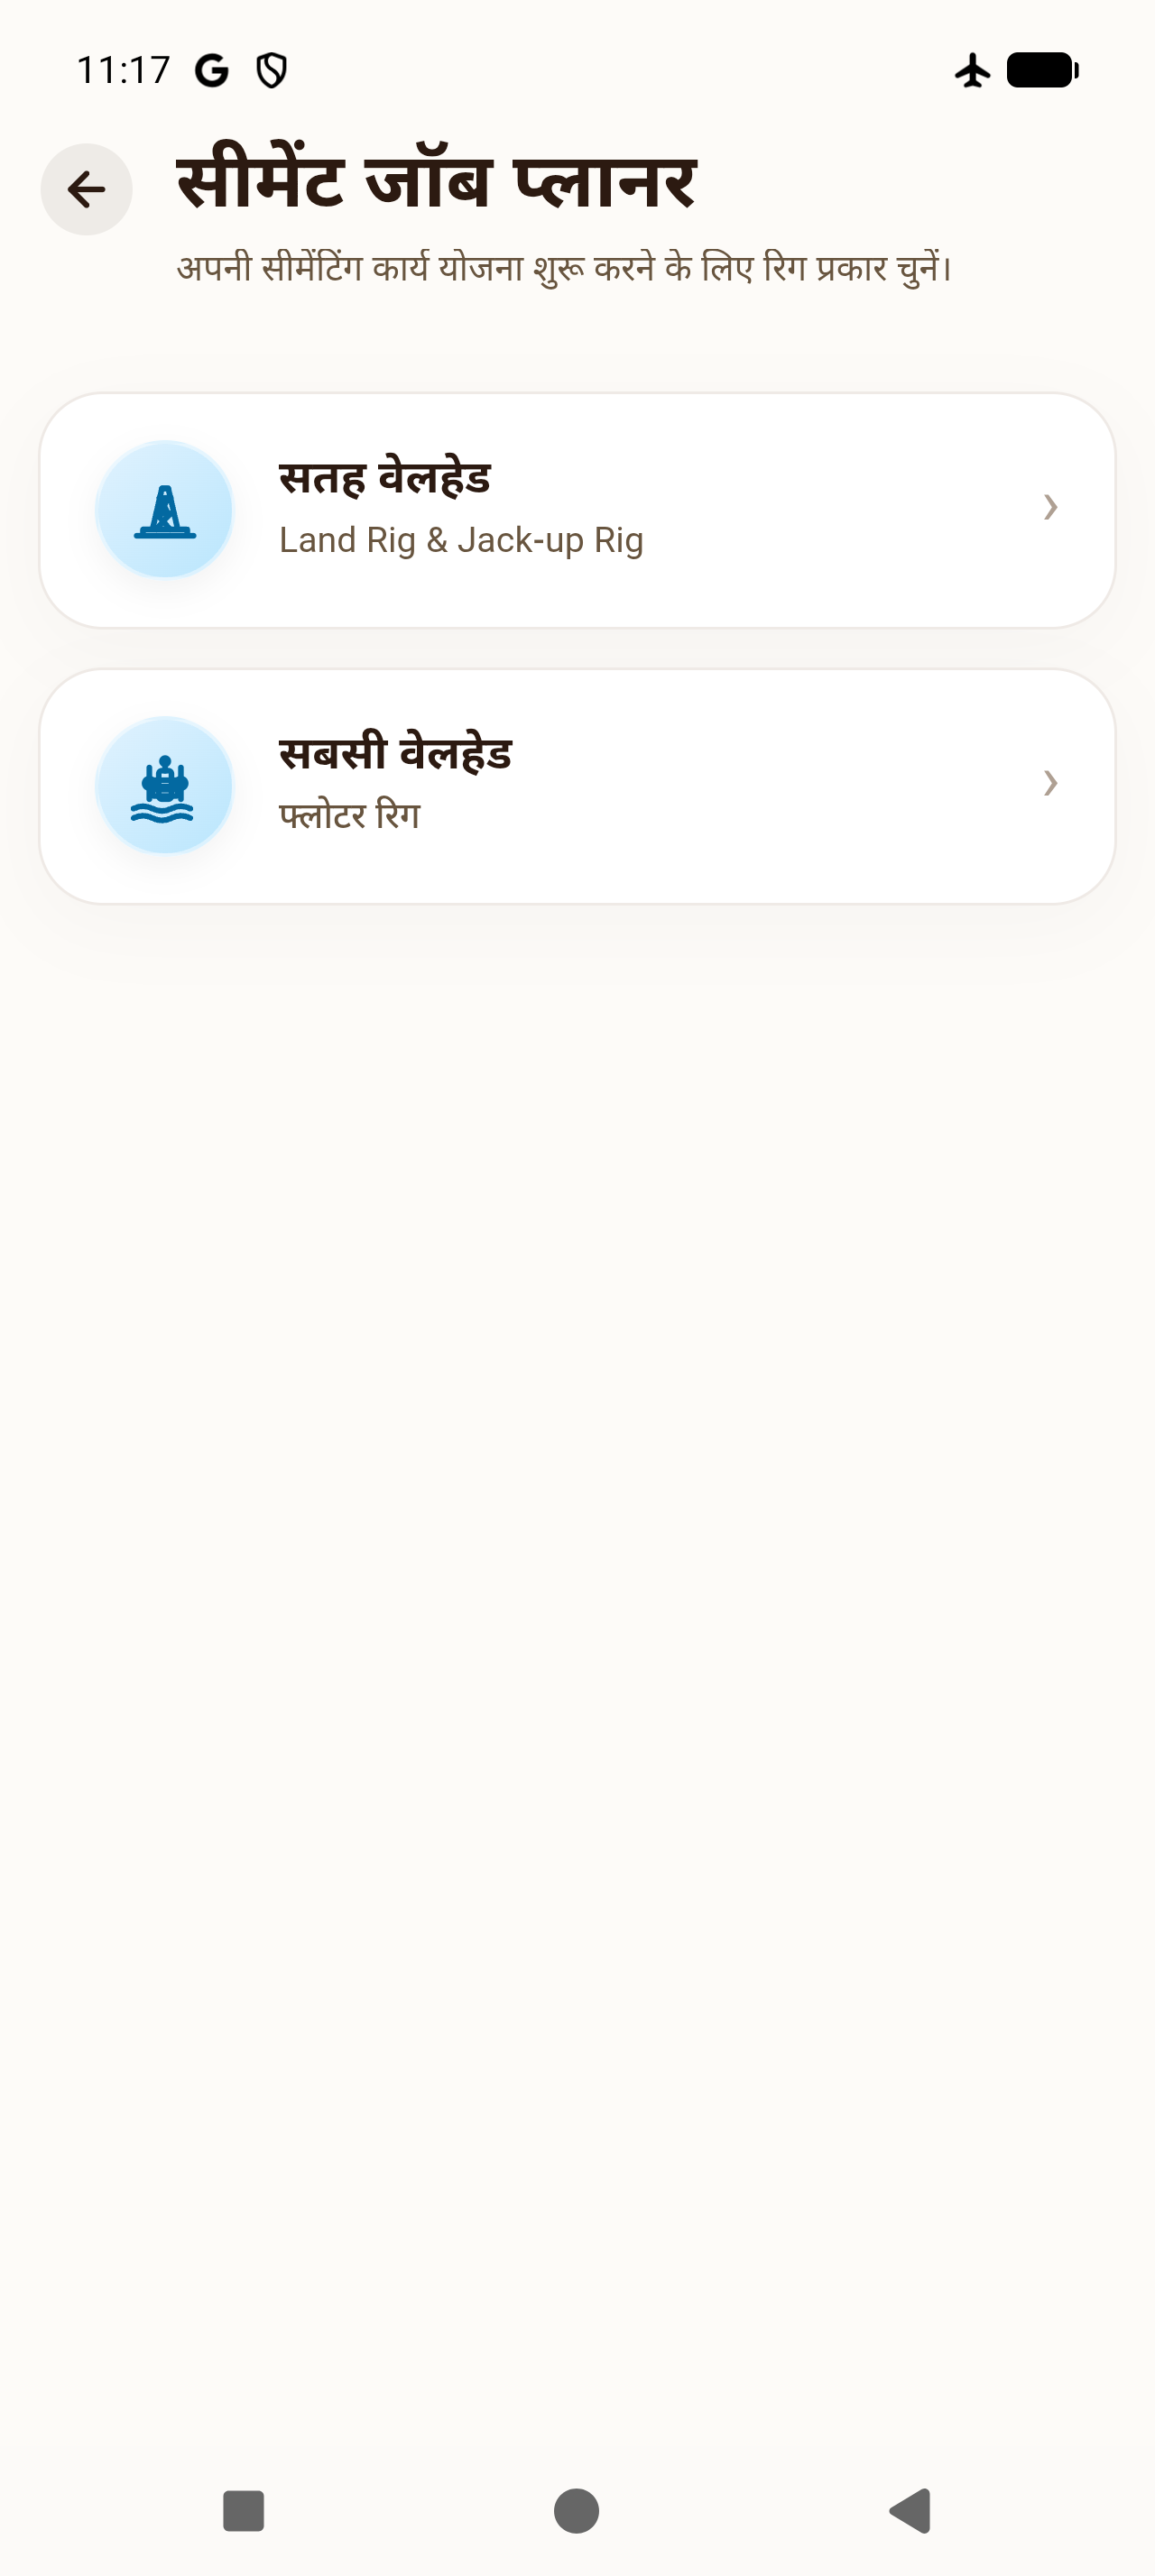 11:17
सीमेंट जॉब प्लानर
अपनी सीमेंटिंग कार्य योजना शुरू करने के लिए रिग प्रकार चुनें।
सतह वेलहेड
Land Rig & Jack-up Rig
सबसी वेलहेड
फ्लोटर रिग